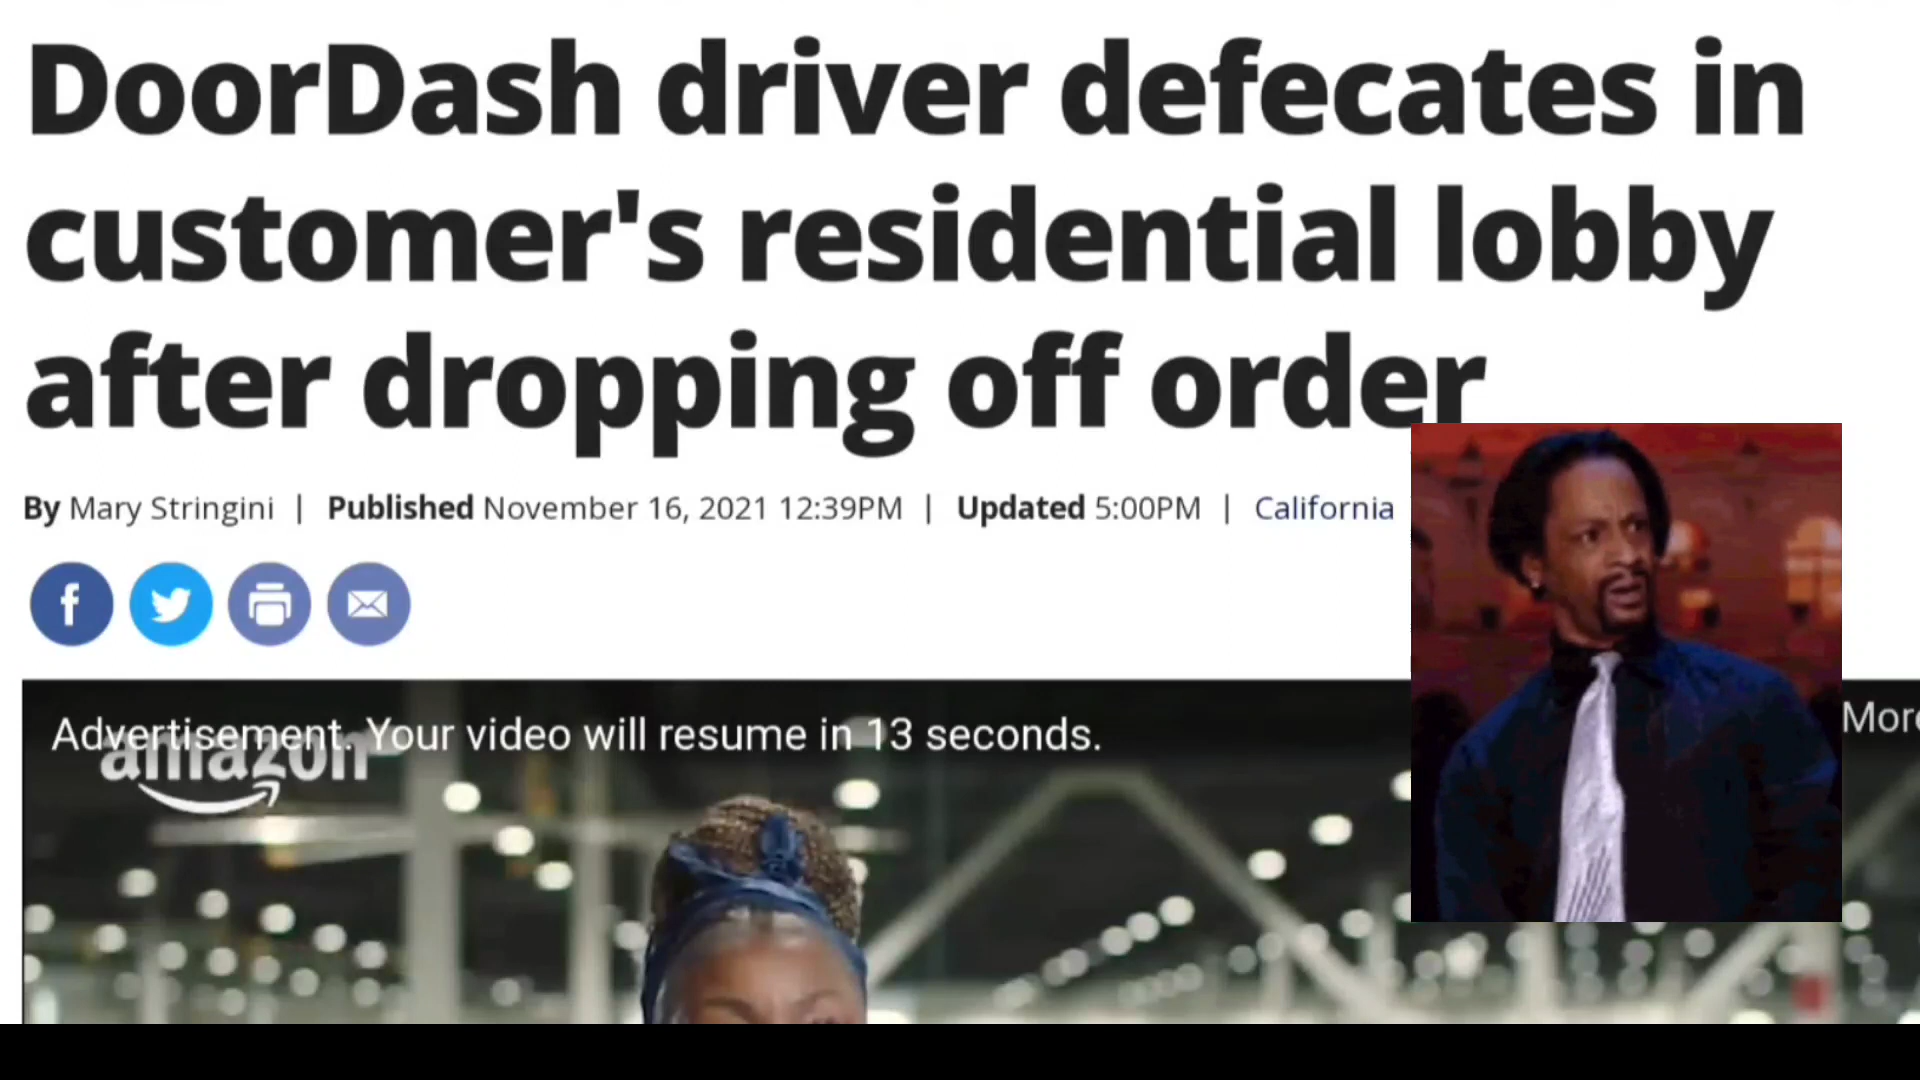 DoorDash driver defecates in
customer's residential lobby
after dropping off order
By Mary Stringini | Published November 16, 2021 12:39PM | Updated 5:00PM | California
f
Advertisement. Your video will resume in 13 seconds.
amazon